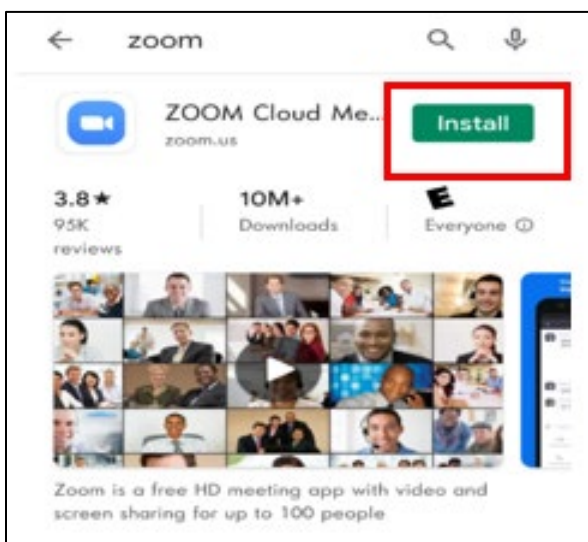 zoom
ZOOM Cloud Me...
zoom.us
Install
3.8★
95K
reviews
10M+
Downloads
E
Everyone
Zoom is a free HD meeting app with video and
screen sharing for up to 100 people